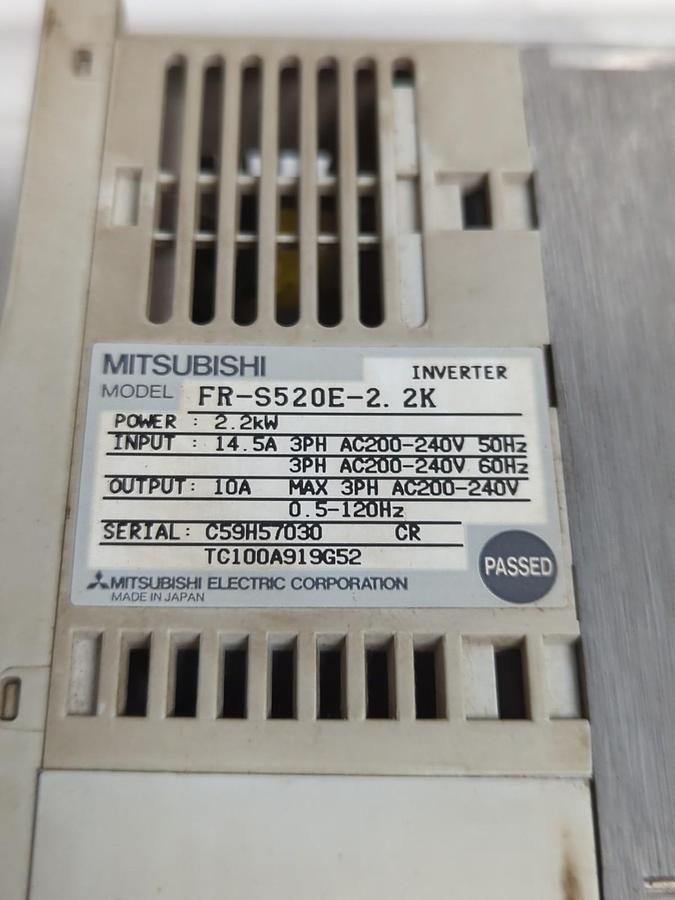 MITSUBISHI INVERTER
MODEL FR-S520E-2.2K
POWER : 2.2kW
INPUT : 14.5A 3PH AC200-240V 50Hz
3PH AC200-240V 60Hz
OUTPUT: 10A MAX 3PH AC200-240V
0.5-120Hz
SERIAL: C59H57030 CR
TC100A919G52
PASSED
MITSUBISHI ELECTRIC CORPORATION
MADE IN JAPAN